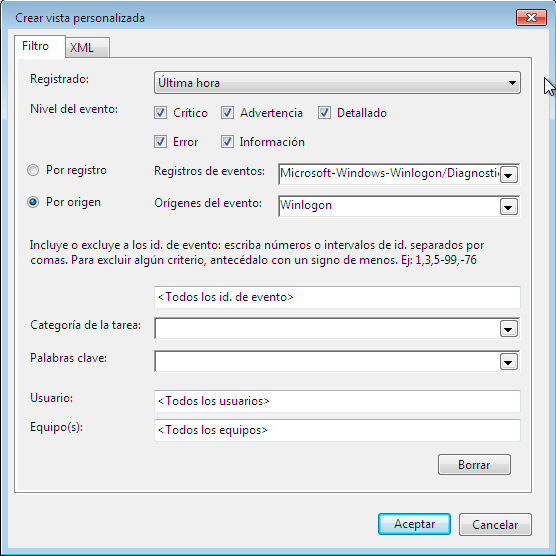 Crear vista personalizada
Filtro XML
Registrado: Última hora
Nivel del evento: Crítico Advertencia Detallado
Error Información
Por registro Registros de eventos: Microsoft-Windows-Winlogon/Diagnostic
Por origen Orígenes del evento: Winlogon
Incluye o excluye a los id. de evento: escriba números o intervalos de id. separados por
comas. Para excluir algún criterio, antecédalo con un signo de menos. Ej: 1,3,5-99,-76
<Todos los id. de evento>
Categoría de la tarea:
Palabras clave:
Usuario: <Todos los usuarios>
Equipo(s): <Todos los equipos>
Borrar
Aceptar Cancelar